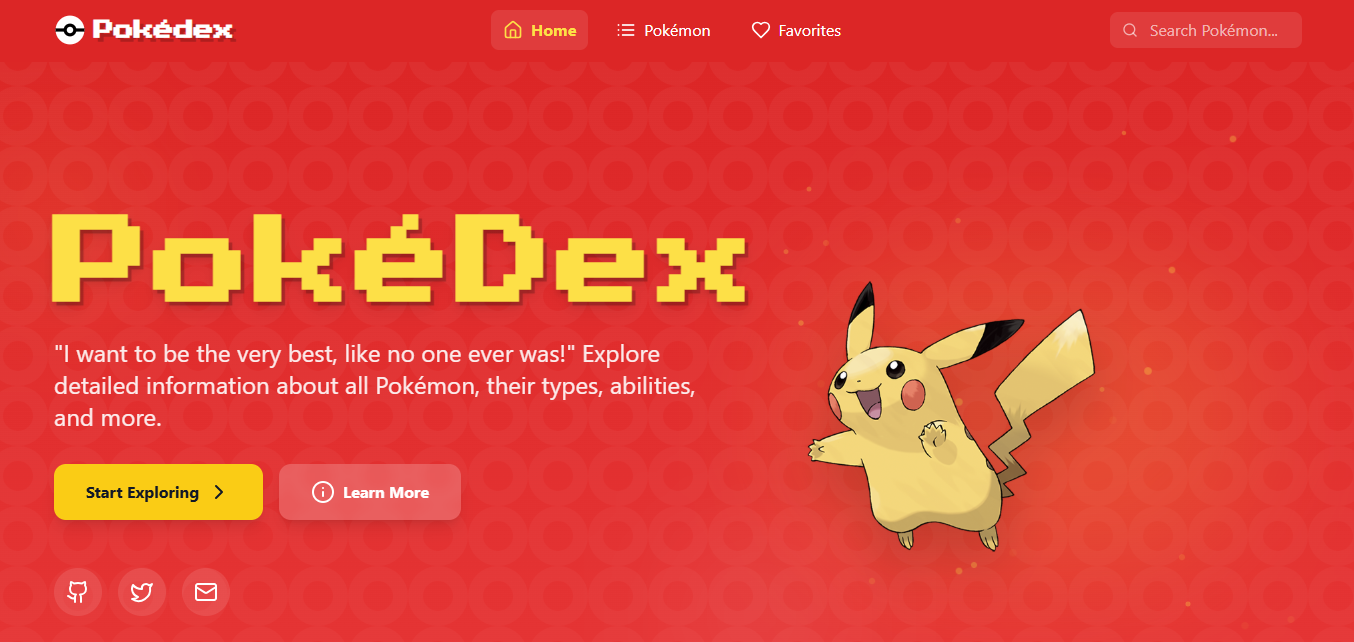 Pokédex
Home
Pokémon
Favorites
Search Pokémon...
PokéDex
"I want to be the very best, like no one ever was!" Explore
detailed information about all Pokémon, their types, abilities,
and more.
Start Exploring
Learn More